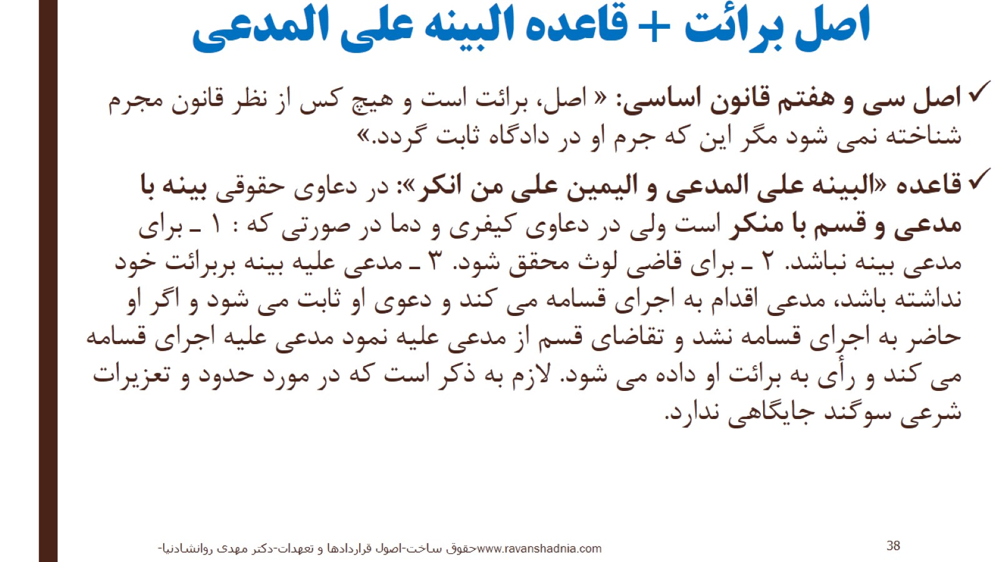 اصل برائت + قاعده البینه علی المدعی
✓ اصل سی و هفتم قانون اساسی: « اصل، برائت است و هیچ کس از نظر قانون مجرم
شناخته نمی شود مگر این که جرم او در دادگاه ثابت گردد.»
✓ قاعده «البینه علی المدعی و الیمین علی من انکر»: در دعاوی حقوقی بینه با
مدعی و قسم با منکر است ولی در دعاوی کیفری و دما در صورتی که : ۱ ـ برای
مدعی بینه نباشد. ۲ ـ برای قاضی لوث محقق شود. ۳ ـ مدعی علیه بینه بربرائت خود
نداشته باشد، مدعی اقدام به اجرای قسامه می کند و دعوی او ثابت می شود و اگر او
حاضر به اجرای قسامه نشد و تقاضای قسم از مدعی علیه نمود مدعی علیه اجرای قسامه
می کند و رأی به برائت او داده می شود. لازم به ذکر است که در مورد حدود و تعزیرات
شرعی سوگند جایگاهی ندارد.
www.ravanshadnia.comحقوق ساخت-اصول قراردادها و تعهدات-دکتر مهدی روانشادنیا-
38